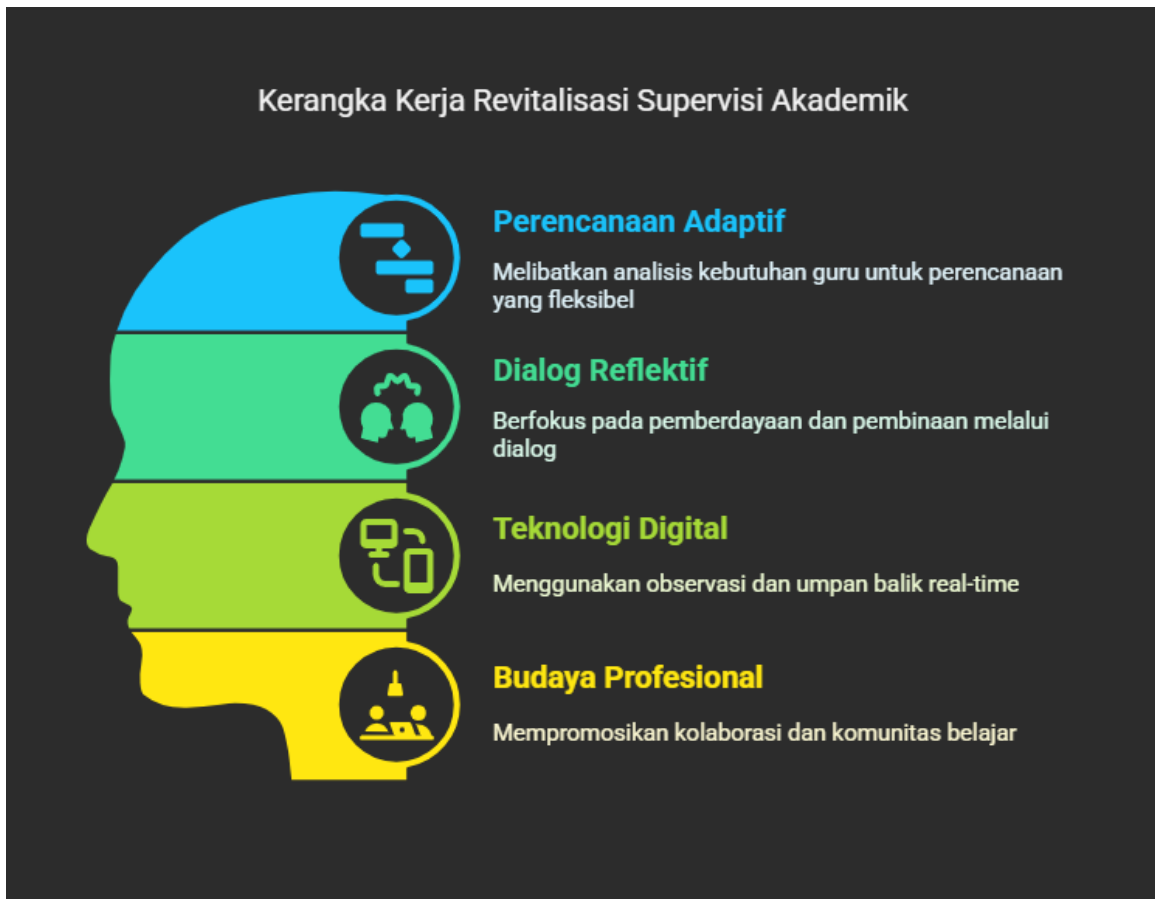 Kerangka Kerja Revitalisasi Supervisi Akademik
Perencanaan Adaptif
Melibatkan analisis kebutuhan guru untuk perencanaan
yang fleksibel
Dialog Reflektif
Berfokus pada pemberdayaan dan pembinaan melalui
dialog
Teknologi Digital
Menggunakan observasi dan umpan balik real-time
Budaya Profesional
Mempromosikan kolaborasi dan komunitas belajar